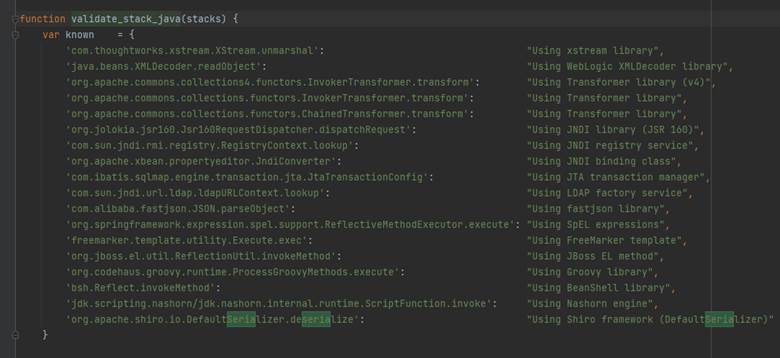 function validate_stack_java(stacks) {
var known = {
'com.thoughtworks.xstream.XStream.unmarshal': "Using xstream library",
'java.beans.XMLDecoder.readObject': "Using WebLogic XMLDecoder library",
'org.apache.commons.collections4.functors.InvokerTransformer.transform': "Using Transformer library (v4)",
'org.apache.commons.collections.functors.InvokerTransformer.transform': "Using Transformer library",
'org.apache.commons.collections.functors.ChainedTransformer.transform': "Using Transformer library",
'org.jolokia.jsr160.Jsr160RequestDispatcher.dispatchRequest': "Using JNDI library (JSR 160)",
'com.sun.jndi.rmi.registry.RegistryContext.lookup': "Using JNDI registry service",
'org.apache.xbean.propertyeditor.JndiConverter': "Using JNDI binding class",
'com.ibatis.sqlmap.engine.transaction.jta.JtaTransactionConfig': "Using JTA transaction manager",
'com.sun.jndi.url.ldap.ldapURLContext.lookup': "Using LDAP factory service",
'com.alibaba.fastjson.JSON.parseObject': "Using fastjson library",
'org.springframework.expression.spel.support.ReflectiveMethodExecutor.execute': "Using SpEL expressions",
'freemarker.template.utility.Execute.exec': "Using FreeMarker template",
'org.jboss.el.util.ReflectionUtil.invokeMethod': "Using JBoss EL method",
'org.codehaus.groovy.runtime.ProcessGroovyMethods.execute': "Using Groovy library",
'bsh.Reflect.invokeMethod': "Using BeanShell library",
'jdk.scripting.nashorn/jdk.nashorn.internal.runtime.ScriptFunction.invoke': "Using Nashorn engine",
'org.apache.shiro.io.DefaultSerializer.deserialize': "Using Shiro framework (DefaultSerializer)"
}